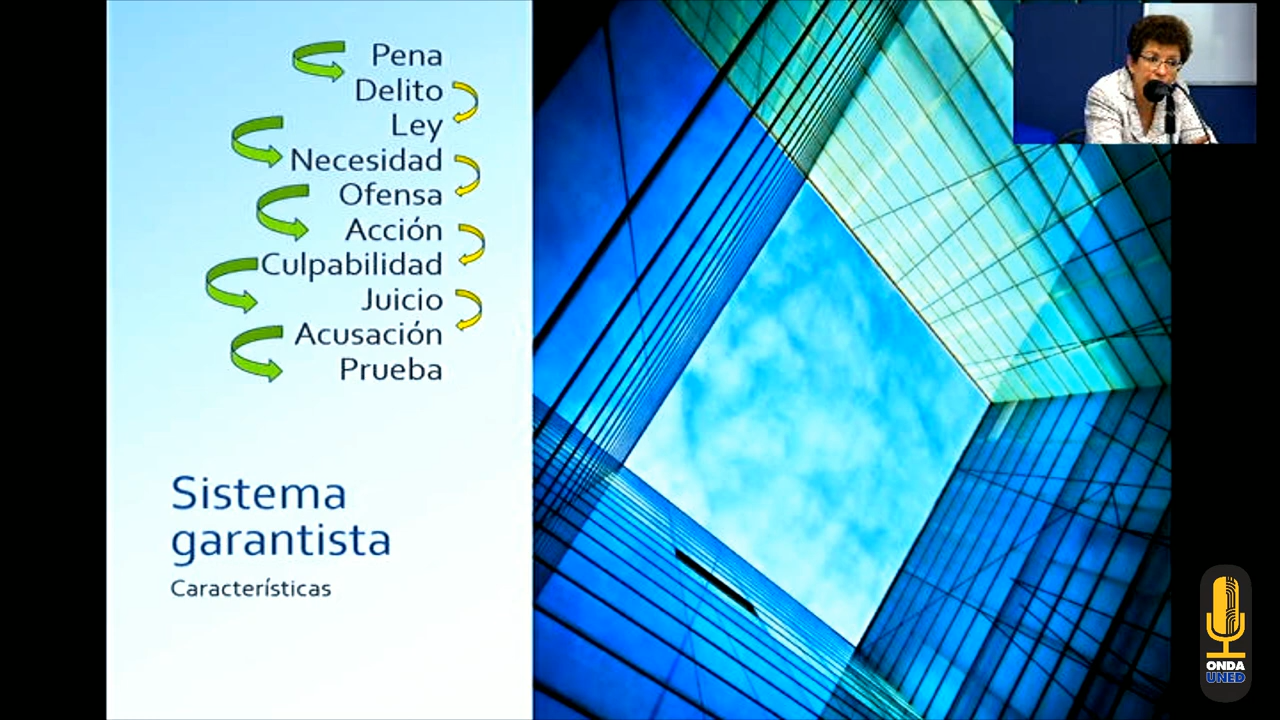 Pena
Delito
Ley
Necesidad
Ofensa
Acción
Culpabilidad
Juicio
Acusación
Prueba
Sistema
garantista
Características
ONDA
UNED